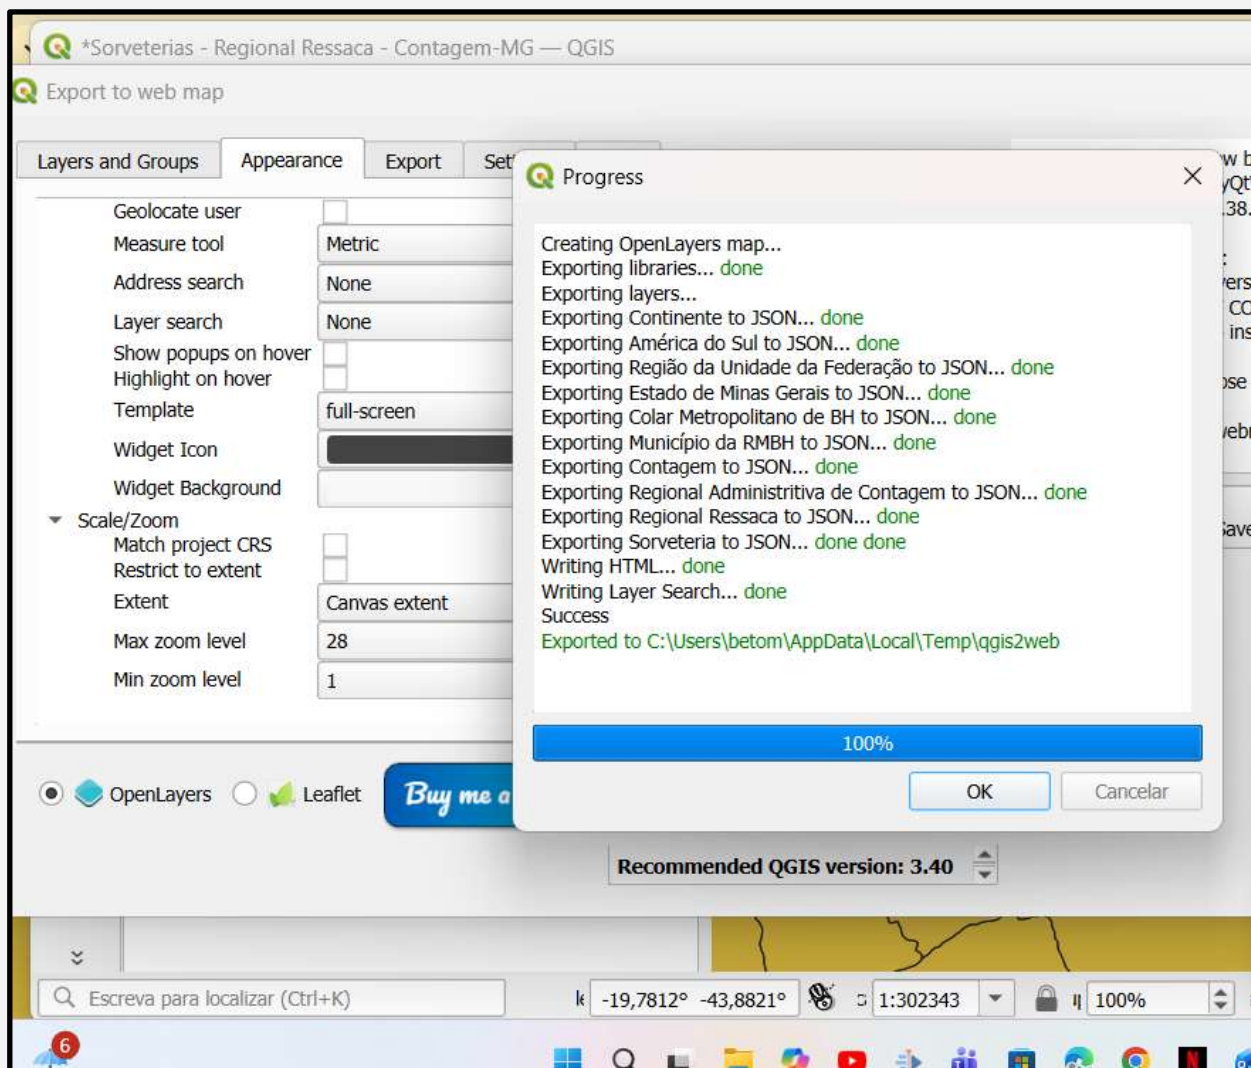 *Sorveterias - Regional Ressaca - Contagem-MG — QGIS
Export to web map
Layers and Groups
Appearance
Export
Geolocate user
Measure tool
Metric
Address search
None
Layer search
None
Show popups on hover
Highlight on hover
Template
full-screen
Widget Icon
Widget Background
Scale/Zoom
Match project CRS
Restrict to extent
Extent
Canvas extent
Max zoom level
28
Min zoom level
1
OpenLayers
Leaflet
Buy me a
Progress
Creating OpenLayers map...
Exporting libraries... done
Exporting layers...
Exporting Continente to JSON... done
Exporting América do Sul to JSON... done
Exporting Região da Unidade da Federação to JSON... done
Exporting Estado de Minas Gerais to JSON... done
Exporting Colar Metropolitano de BH to JSON... done
Exporting Município da RMBH to JSON... done
Exporting Contagem to JSON... done
Exporting Regional Administritiva de Contagem to JSON... done
Exporting Regional Ressaca to JSON... done
Exporting Sorveteria to JSON... done done
Writing HTML... done
Writing Layer Search... done
Success
Exported to C:\Users\betom\AppData\Local\Temp\qgis2web
100%
OK
Cancelar
Recommended QGIS version: 3.40
Escreva para localizar (Ctrl+K)
-19,7812° -43,8821°
1:302343
100%
6